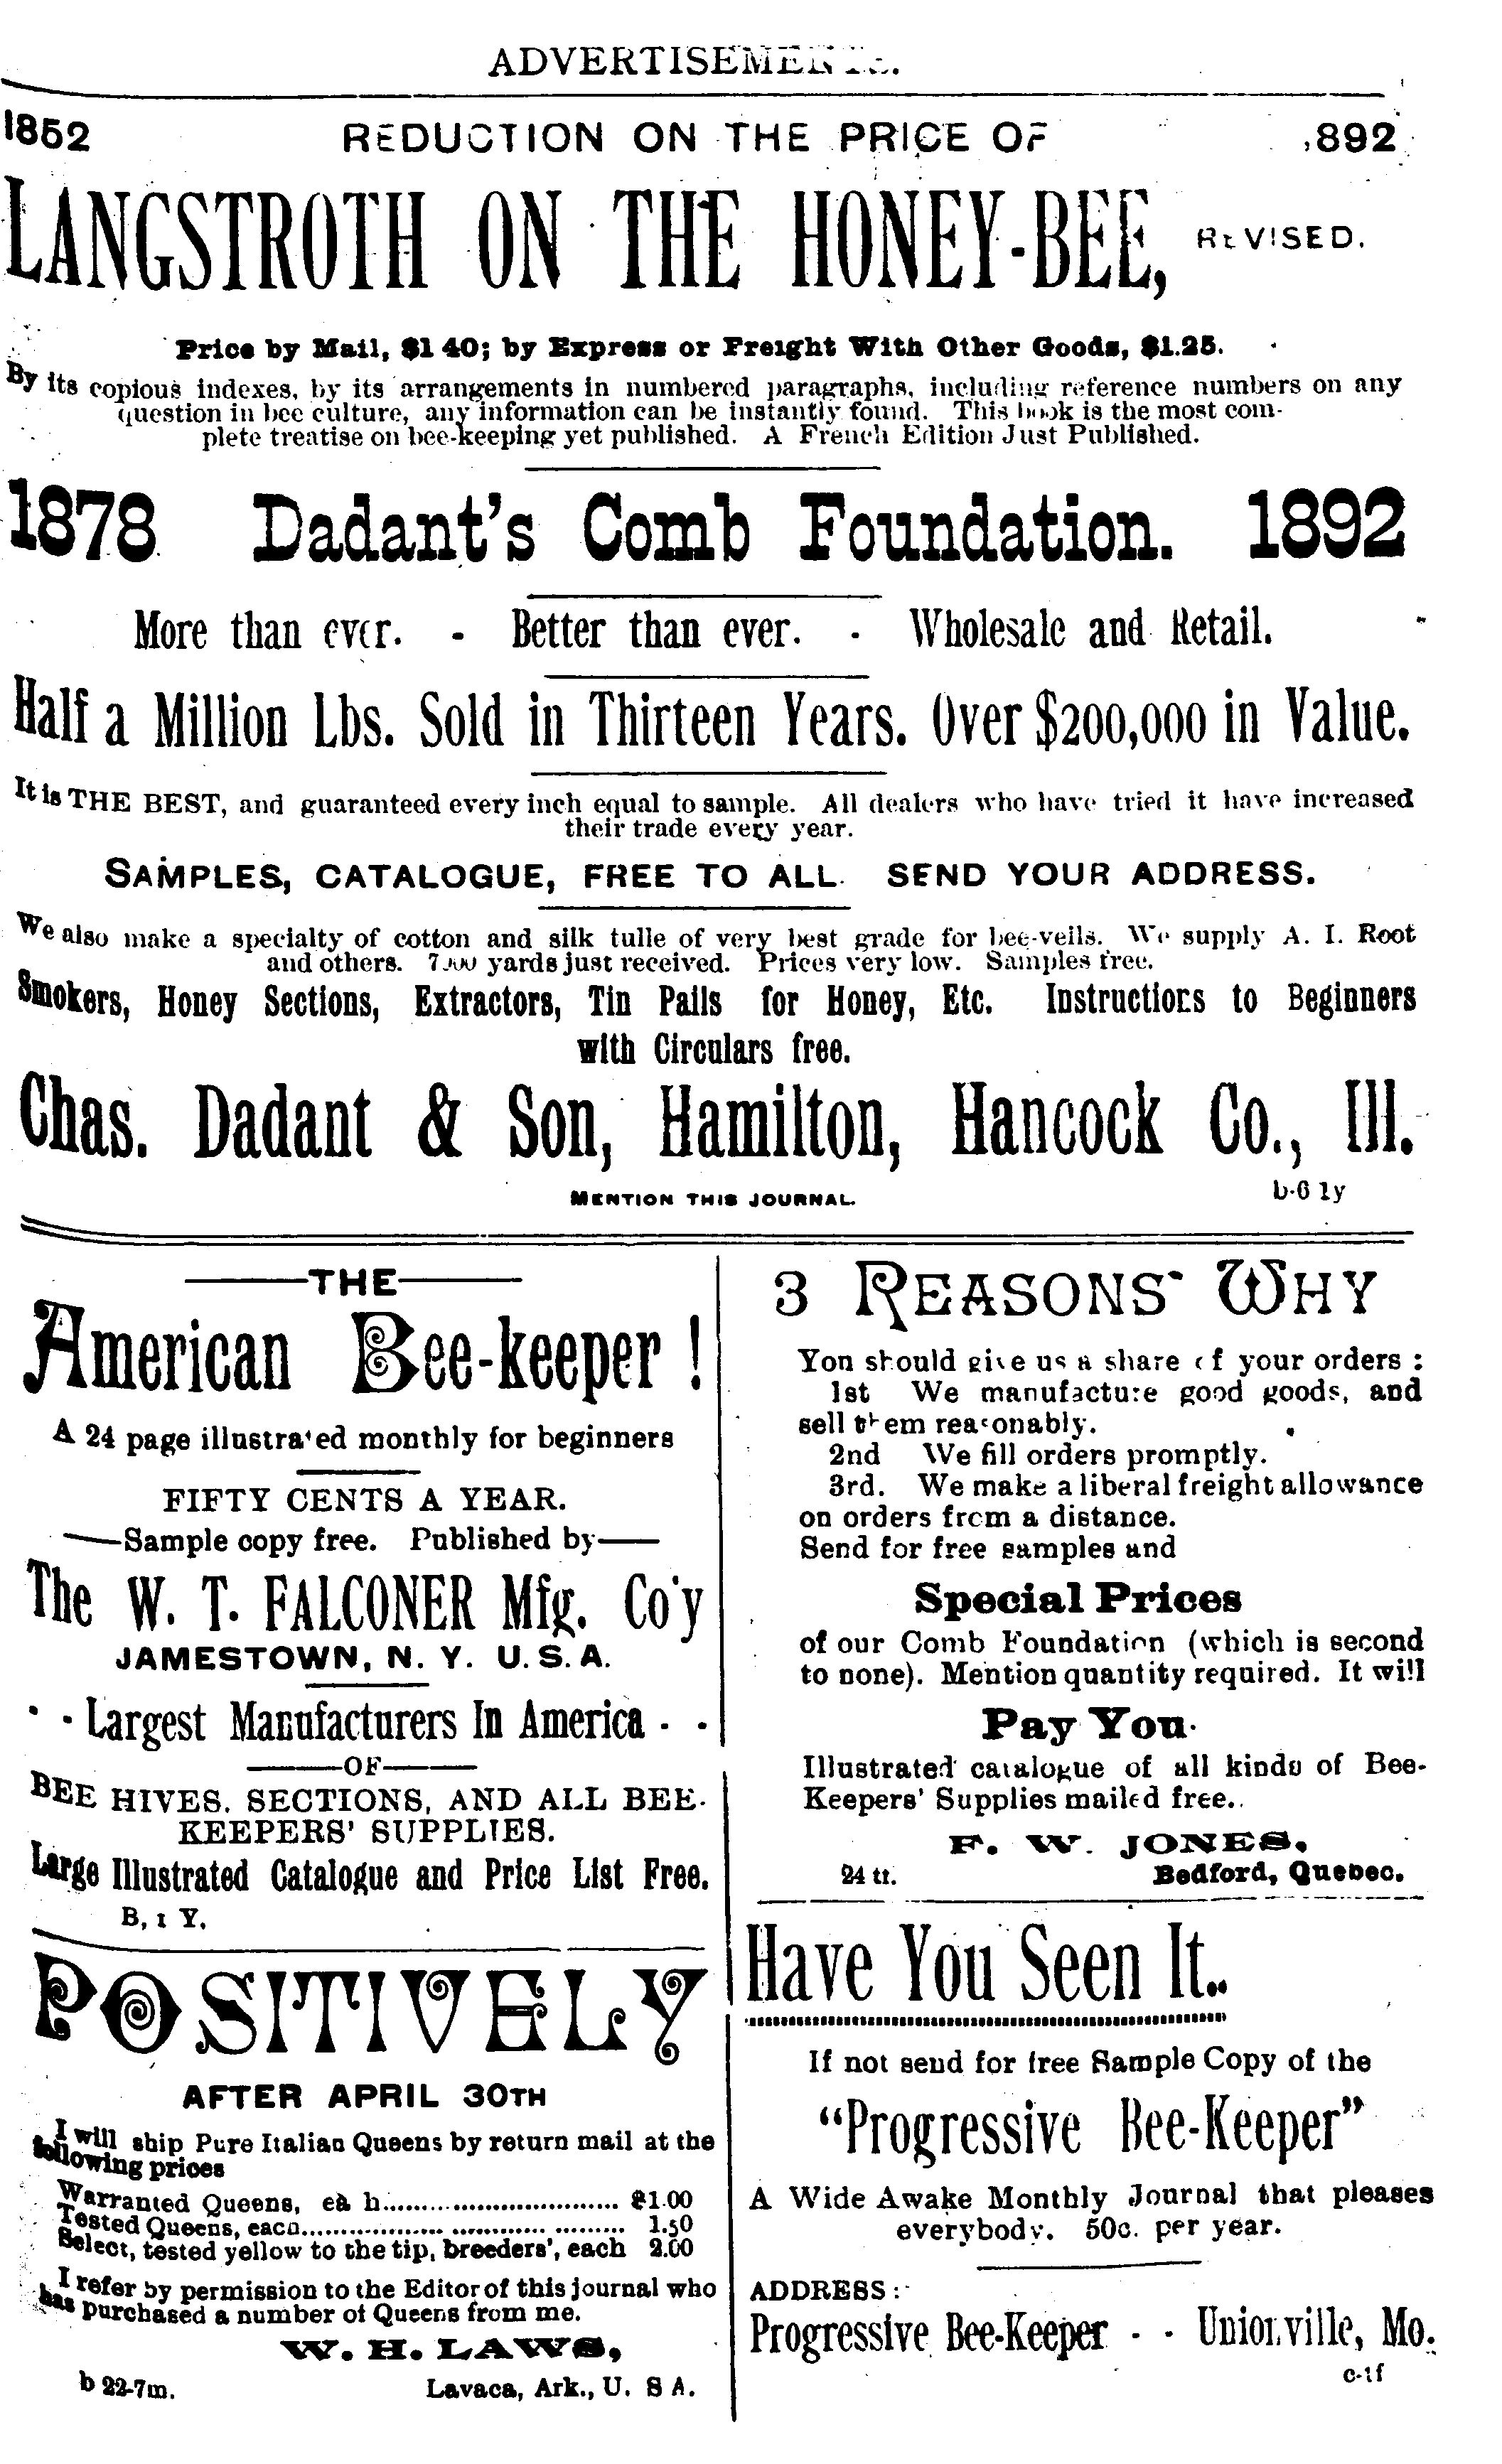 ADVERTISEMENTS.
1852 REDUCTION ON THE PRICE OF 1892
LANGSTROTH ON THE HONEY-BEE, REVISED.
Price by Mail, $1 40; by Express or Freight With Other Goods, $1.25.
By its copious indexes, by its arrangements in numbered paragraphs, including reference numbers on any
question in bee culture, any information can be instantly found. This book is the most com-
plete treatise on bee-keeping yet published. A French Edition Just Published.
1878 Dadant's Comb Foundation. 1892
More than ever. - Better than ever. - Wholesale and Retail.
Half a Million Lbs. Sold in Thirteen Years. Over $200,000 in Value.
It is THE BEST, and guaranteed every inch equal to sample. All dealers who have tried it have increased
their trade every year.
SAMPLES, CATALOGUE, FREE TO ALL. SEND YOUR ADDRESS.
We also make a specialty of cotton and silk tulle of very best grade for bee-veils. We supply A. I. Root
and others. yards just received. Prices very low. Samples free.
Smokers, Honey Sections, Extractors, Tin Pails for Honey, Etc. Instructions to Beginners
with Circulars free.
Chas. Dadant & Son, Hamilton, Hancock Co., Ill.
MENTION THIS JOURNAL. b-6 1y
THE
American Bee-keeper !
A 24 page illustrated monthly for beginners
FIFTY CENTS A YEAR.
Sample copy free. Published by
The W. T. FALCONER Mfg. Co'y
JAMESTOWN, N. Y. U. S. A.
- - Largest Manufacturers In America - -
OF
BEE HIVES. SECTIONS, AND ALL BEE-
KEEPERS' SUPPLIES.
Large Illustrated Catalogue and Price List Free.
B, 1 Y.
POSITIVELY
AFTER APRIL 30TH
I will ship Pure Italian Queens by return mail at the
following prices
Warranted Queens, each........................ $1.00
Tested Queens, each........................ 1.50
Select, tested yellow to the tip, breeders', each 2.00
I refer by permission to the Editor of this journal who
has purchased a number of Queens from me.
W. H. LAWS,
b 22-7m. Lavaca, Ark., U. S A.
3 REASONS WHY
You should give us a share of your orders :
1st We manufacture good goods, and
sell them reasonably.
2nd We fill orders promptly.
3rd. We make a liberal freight allowance
on orders from a distance.
Send for free samples and
Special Prices
of our Comb Foundation (which is second
to none). Mention quantity required. It will
Pay You.
Illustrated catalogue of all kinds of Bee-
Keepers' Supplies mailed free..
F. W. JONES,
24 tf. Bedford, Quebec.
Have You Seen It..
If not send for free Sample Copy of the
"Progressive Bee-Keeper"
A Wide Awake Monthly Journal that pleases
everybody. 50c. per year.
ADDRESS :
Progressive Bee-Keeper - - Unionville, Mo.
c-tf